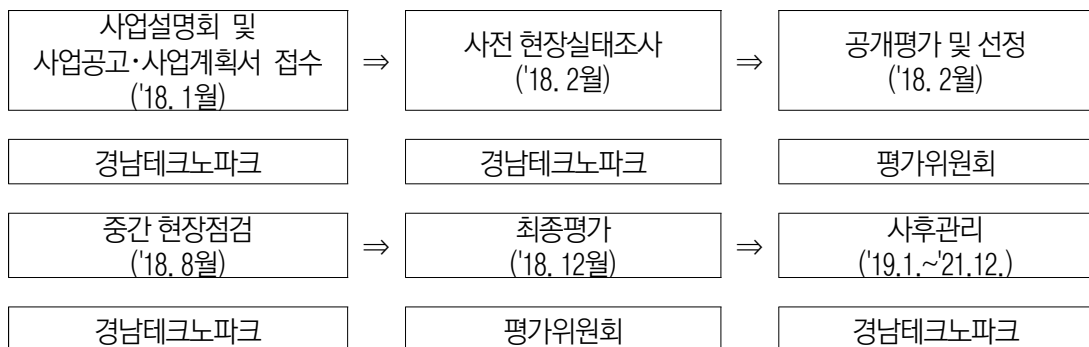 사업설명회 및
사업공고·사업계획서 접수
('18. 1월)
⇒
사전 현장실태조사
('18. 2월)
⇒
공개평가 및 선정
('18. 2월)
경남테크노파크
경남테크노파크
평가위원회
중간 현장점검
('18. 8월)
⇒
최종평가
('18. 12월)
⇒
사후관리
('19.1.~'21.12.)
경남테크노파크
평가위원회
경남테크노파크